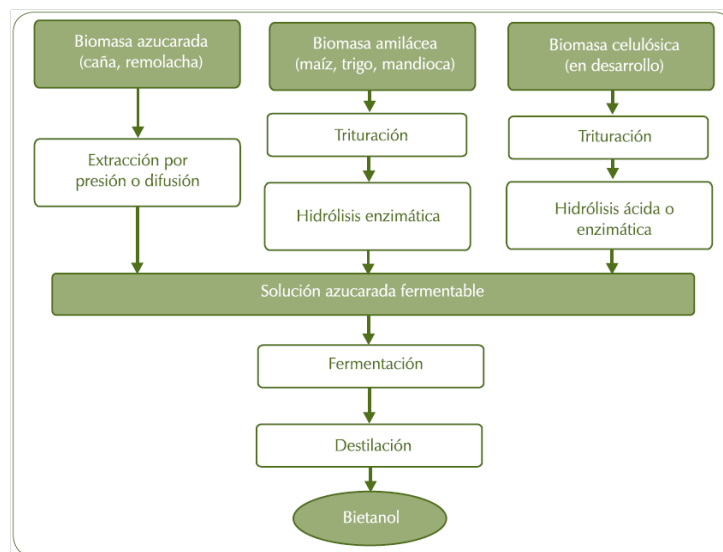 Biomasa azucarada
(caña, remolacha)
Biomasa amilácea
(maíz, trigo, mandioca)
Biomasa celulósica
(en desarrollo)
Extracción por
presión o difusión
Trituración
Trituración
Hidrólisis enzimática
Hidrólisis ácida o
enzimática
Solución azucarada fermentable
Fermentación
Destilación
Bietanol